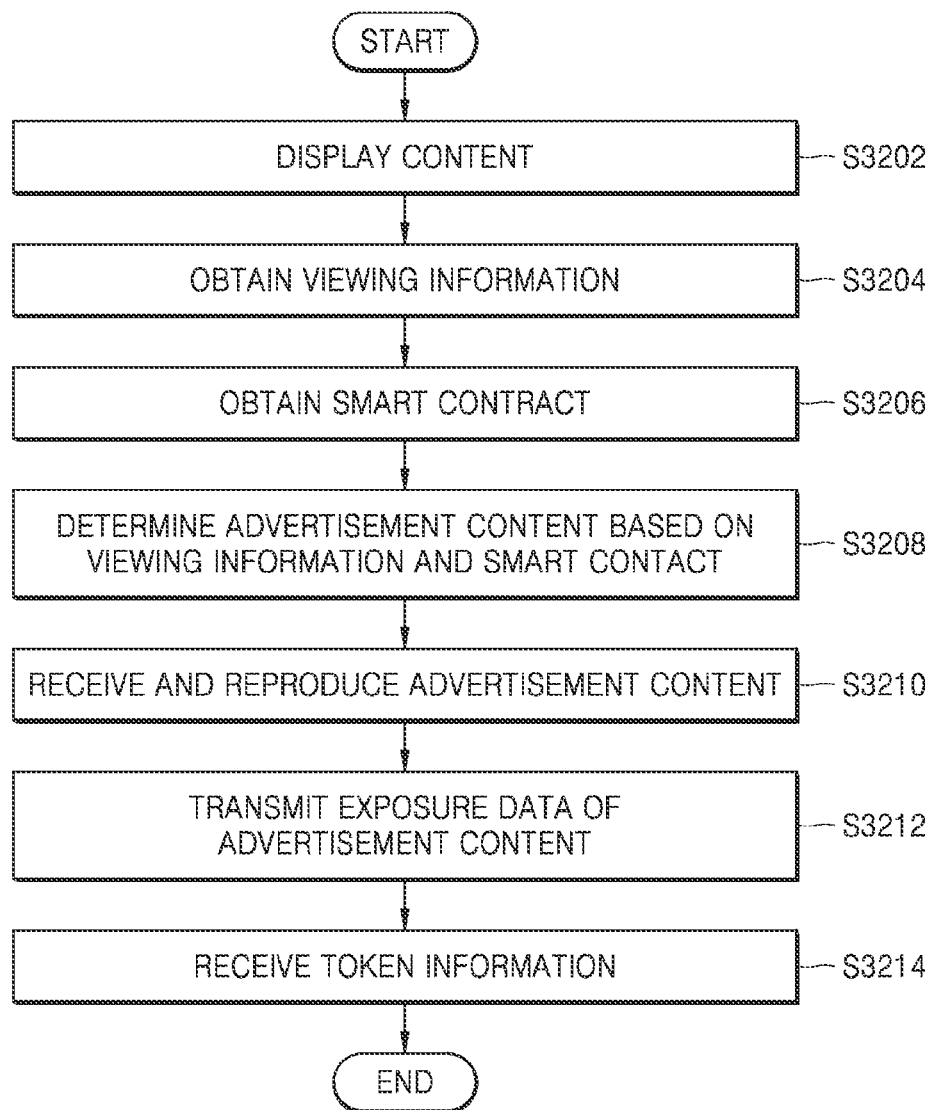 START
DISPLAY CONTENT
S3202
OBTAIN VIEWING INFORMATION
S3204
OBTAIN SMART CONTRACT
S3206
DETERMINE ADVERTISEMENT CONTENT BASED ON
VIEWING INFORMATION AND SMART CONTACT
S3208
RECEIVE AND REPRODUCE ADVERTISEMENT CONTENT
S3210
TRANSMIT EXPOSURE DATA OF
ADVERTISEMENT CONTENT
S3212
RECEIVE TOKEN INFORMATION
S3214
END